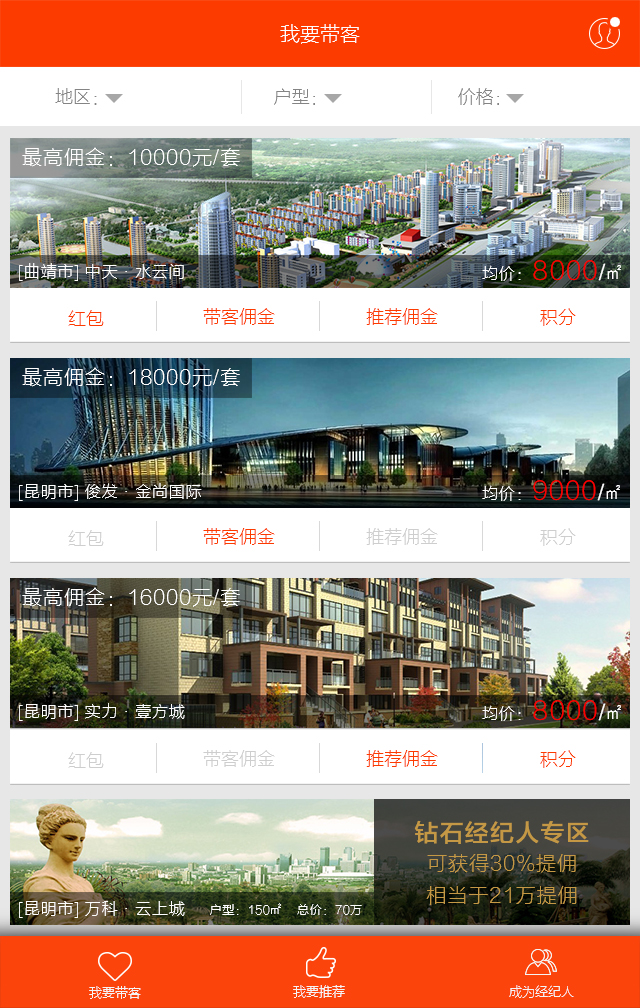 我要带客
地区：
户型：
价格：
最高佣金：10000元/套
[曲靖市] 中天 · 水云间
均价：8000/㎡
红包
带客佣金
推荐佣金
积分
最高佣金：18000元/套
[昆明市] 俊发 · 金尚国际
均价：9000/㎡
红包
带客佣金
推荐佣金
积分
最高佣金：16000元/套
[昆明市] 实力 · 壹方城
均价：8000/㎡
红包
带客佣金
推荐佣金
积分
钻石经纪人专区
可获得30%提佣
相当于21万提佣
[昆明市] 万科 · 云上城 户型：150㎡ 总价：70万
我要带客
我要推荐
成为经纪人